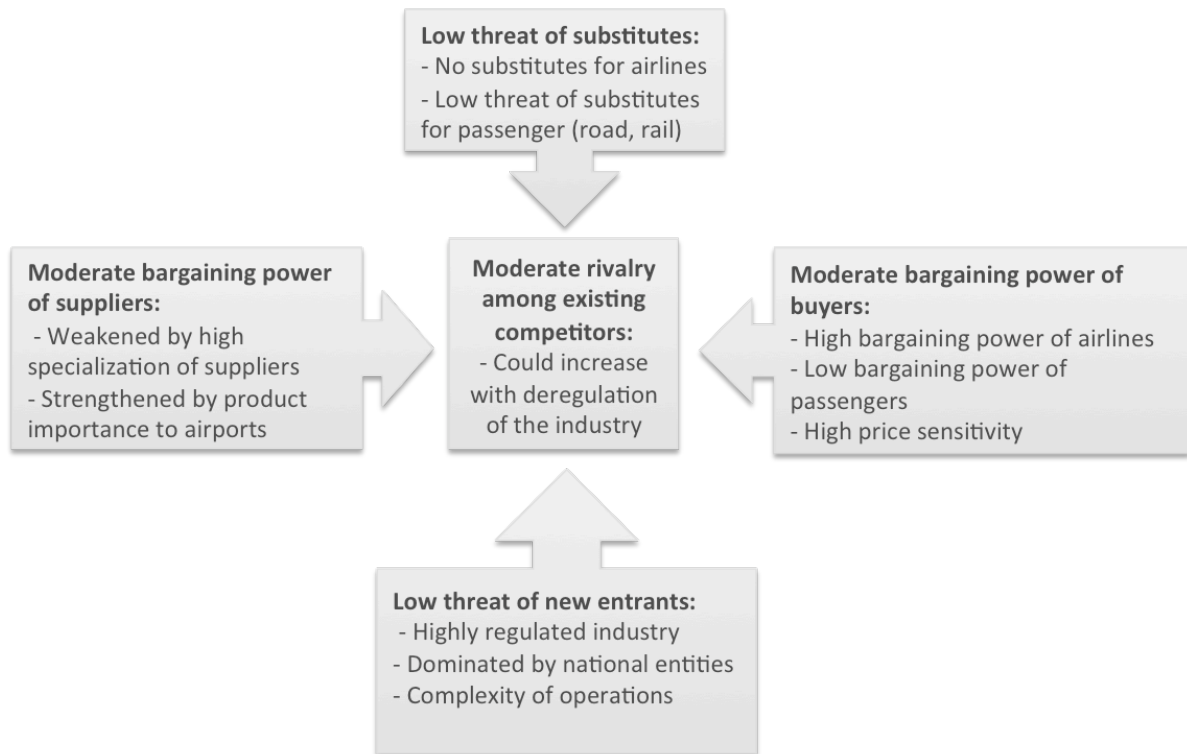 Low threat of substitutes:
- No substitutes for airlines
- Low threat of substitutes
for passenger (road, rail)
Moderate bargaining power
of suppliers:
- Weakened by high
specialization of suppliers
- Strengthened by product
importance to airports
Moderate rivalry
among existing
competitors:
- Could increase
with deregulation
of the industry
Moderate bargaining power of
buyers:
- High bargaining power of airlines
- Low bargaining power of
passengers
- High price sensitivity
Low threat of new entrants:
- Highly regulated industry
- Dominated by national entities
- Complexity of operations